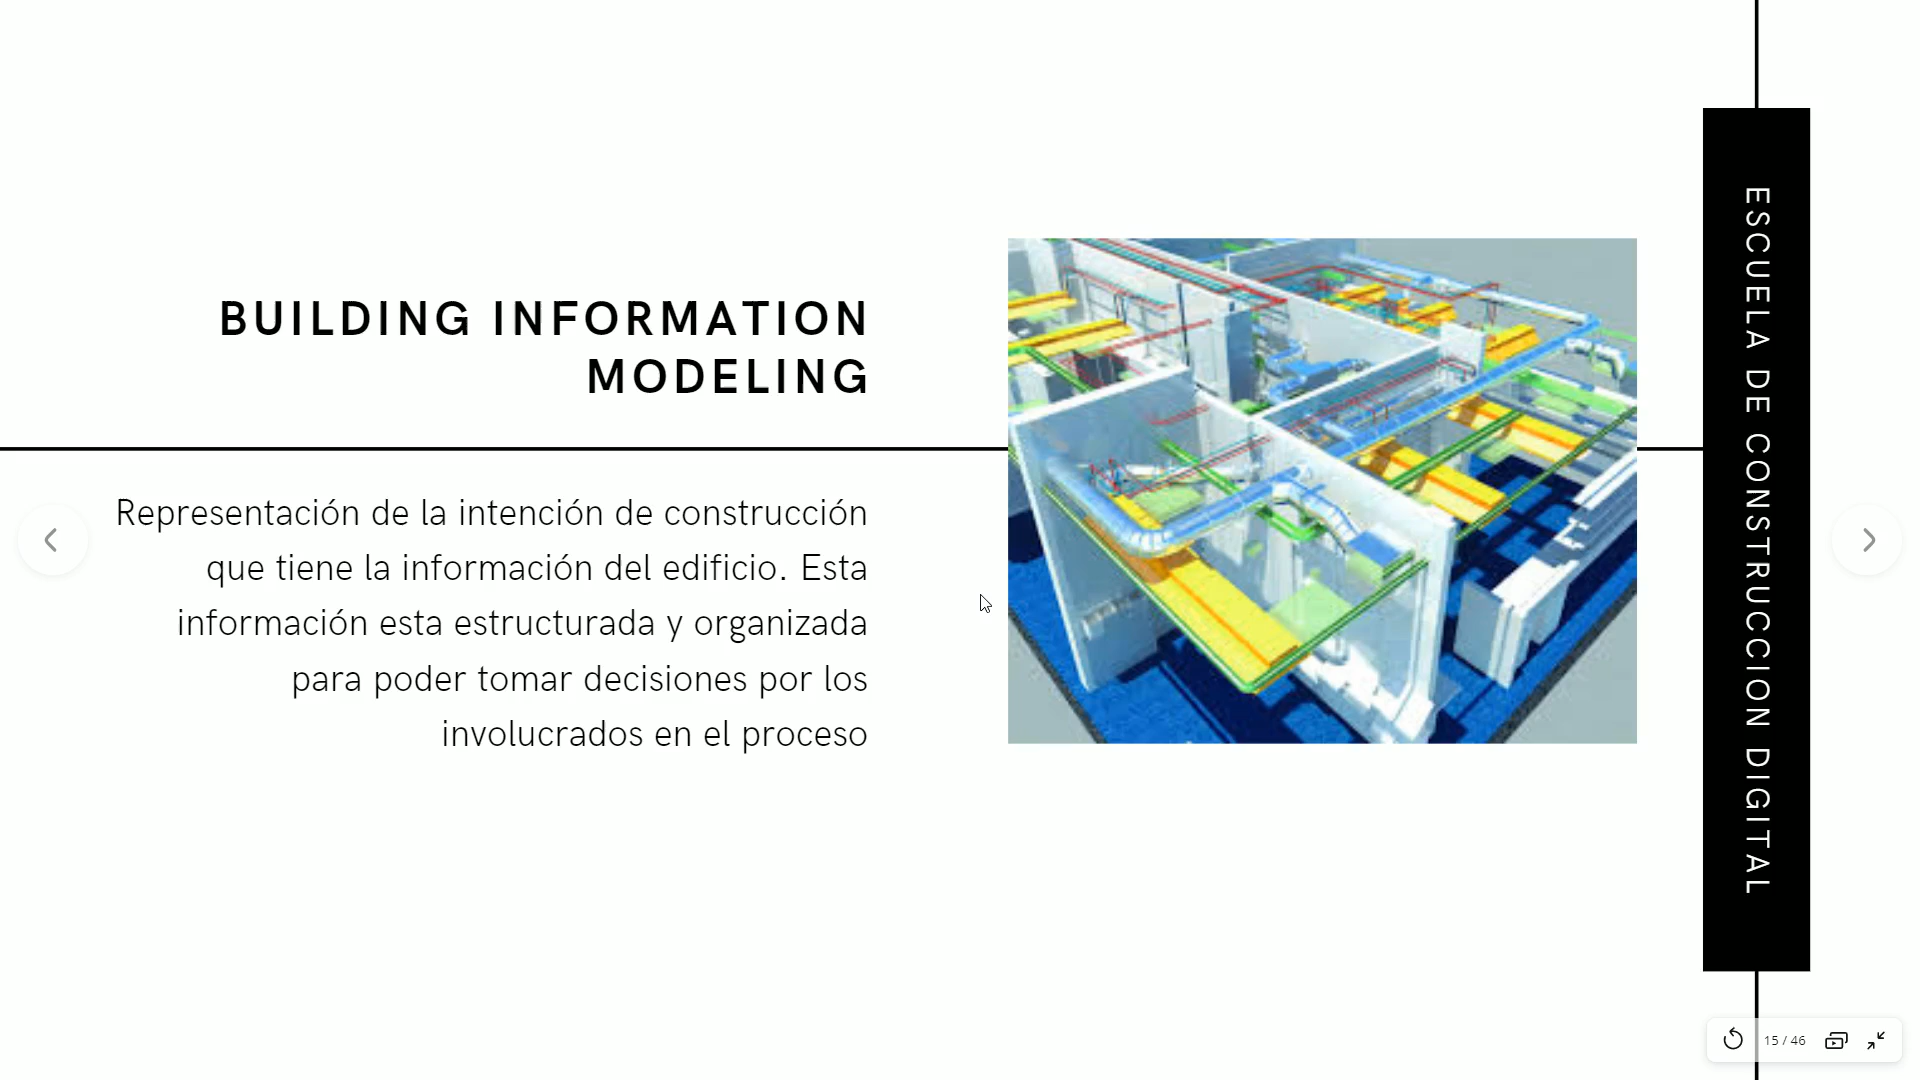 BUILDING INFORMATION
MODELING
Representación de la intención de construcción
que tiene la información del edificio. Esta
información esta estructurada y organizada
para poder tomar decisiones por los
involucrados en el proceso
ESCUELA DE CONSTRUCCION DIGITAL
15 / 46